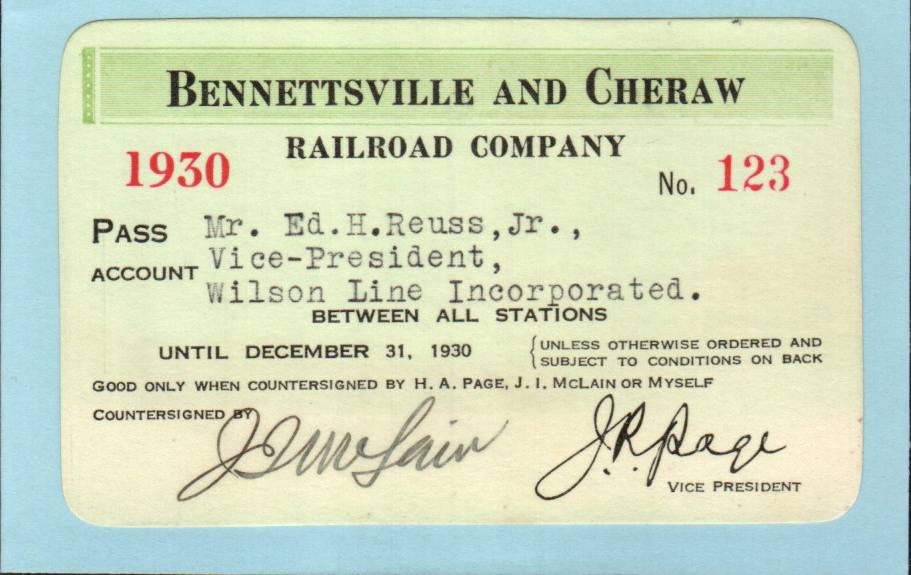 BENNETTSVILLE AND CHERAW
RAILROAD COMPANY
1930
No. 123
PASS Mr. Ed.H.Reuss,Jr.,
ACCOUNT Vice-President,
Wilson Line Incorporated.
BETWEEN ALL STATIONS
UNTIL DECEMBER 31, 1930 {UNLESS OTHERWISE ORDERED AND
SUBJECT TO CONDITIONS ON BACK
GOOD ONLY WHEN COUNTERSIGNED BY H. A. PAGE, J. I. MCLAIN OR MYSELF
COUNTERSIGNED BY
J I McLain
J. R. Page
VICE PRESIDENT